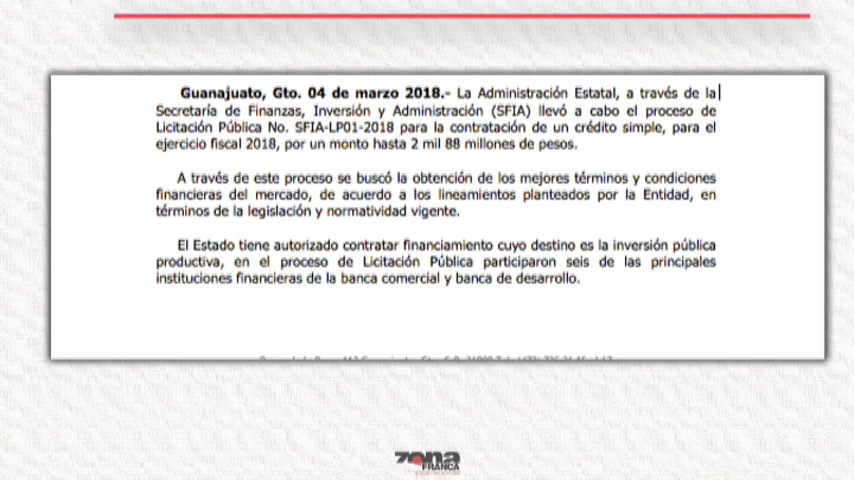 Guanajuato, Gto. 04 de marzo 2018.- La Administración Estatal, a través de la
Secretaría de Finanzas, Inversión y Administración (SFIA) llevó a cabo el proceso de
Licitación Pública No. SFIA-LP01-2018 para la contratación de un crédito simple, para el
ejercicio fiscal 2018, por un monto hasta 2 mil 88 millones de pesos.
A través de este proceso se buscó la obtención de los mejores términos y condiciones
financieras del mercado, de acuerdo a los lineamientos planteados por la Entidad, en
términos de la legislación y normatividad vigente.
El Estado tiene autorizado contratar financiamiento cuyo destino es la inversión pública
productiva, en el proceso de Licitación Pública participaron seis de las principales
instituciones financieras de la banca comercial y banca de desarrollo.
zona
FRANCA